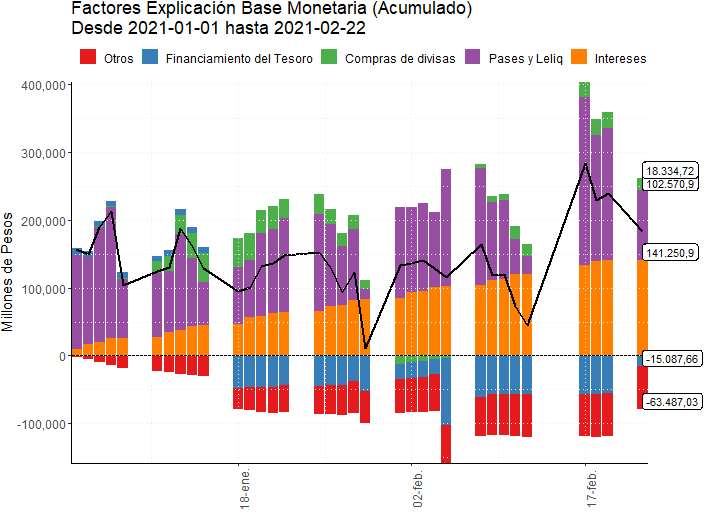 Factores Explicación Base Monetaria (Acumulado)
Desde 2021-01-01 hasta 2021-02-22
Otros Financiamiento del Tesoro Compras de divisas Pases y Leliq Intereses
Millones de Pesos
400,000
300,000
200,000
100,000
0
-100,000
18.334,72
102.570,9
141.250,9
-15.087,66
-63.487,03
18-ene.
02-feb.
17-feb.